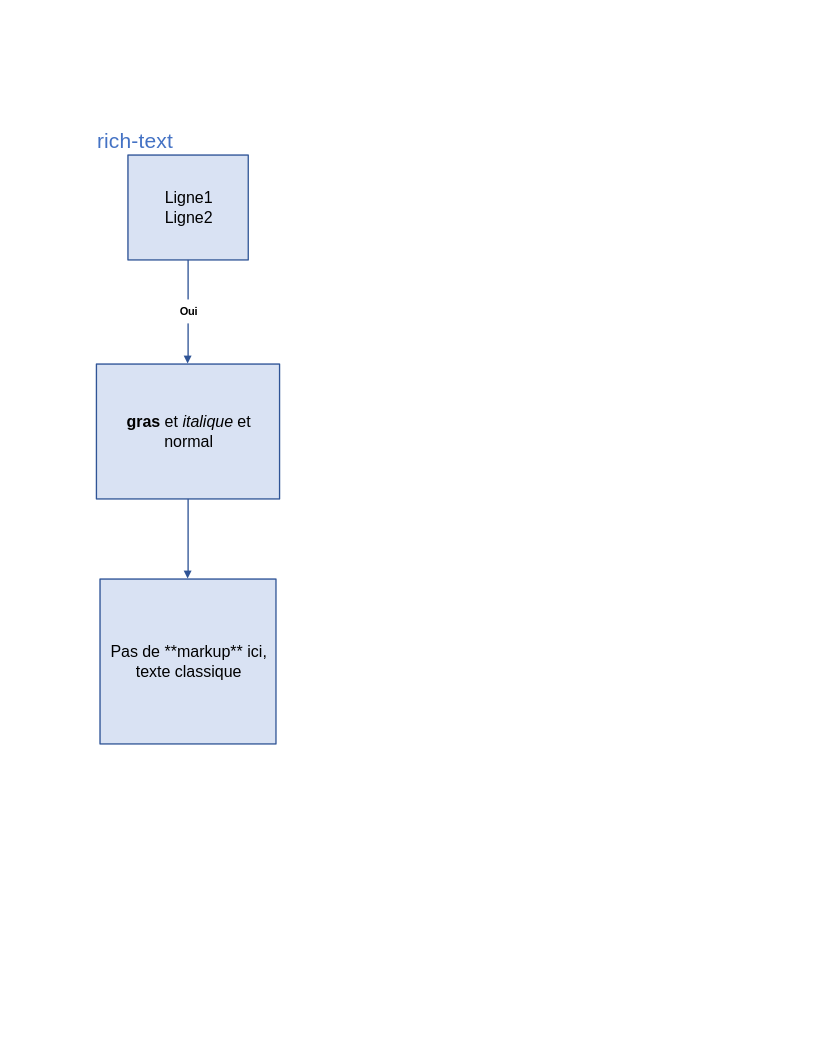 rich-text
Ligne1
Ligne2
Oui
gras et italique et
normal
Pas de **markup** ici,
texte classique